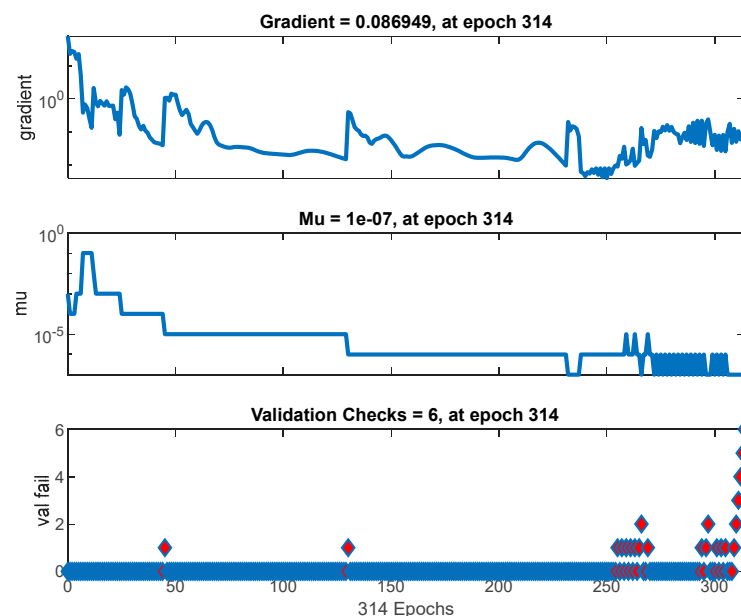 Gradient = 0.086949, at epoch 314
gradient
10^0
Mu = 1e-07, at epoch 314
mu
10^0
10^-5
Validation Checks = 6, at epoch 314
val fail
6
4
2
0
0 50 100 150 200 250 300
314 Epochs